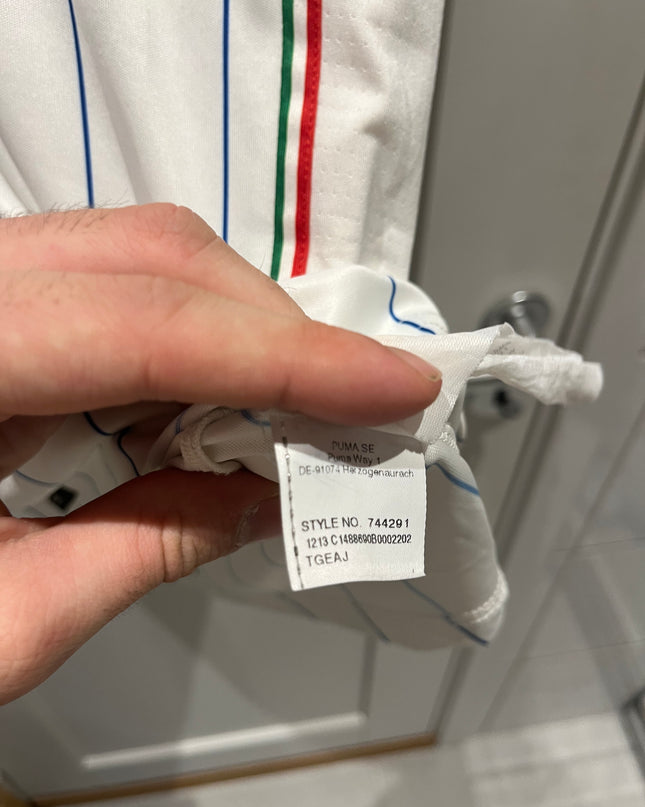 PUMA SE
Puma Way 1
DE-91074 Herzogenaurach
STYLE NO. 744291
1213 C1488690B0002202
TGEAJ